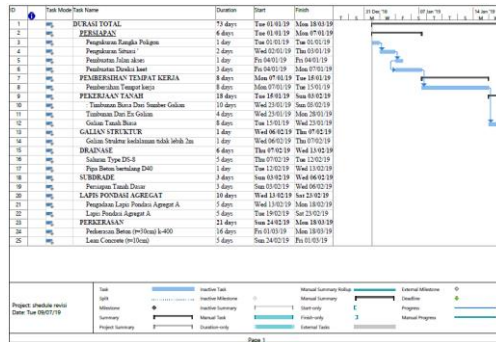 ID Task Mode Task Name Duration Start Finish 31 Dec '18 07 Jan '19 14 Jan '19
1 DURASI TOTAL 73 days Tue 01/01/19 Mon 18/03/19
2 PERSIAPAN 6 days Tue 01/01/19 Mon 07/01/19
3 Pengukuran Rangka Poligon 1 day Tue 01/01/19 Tue 01/01/19
4 Pengukuran Situasi 2 days Wed 02/01/19 Thu 03/01/19
5 Pembuatan Jalan akses 1 day Fri 04/01/19 Fri 04/01/19
6 Pembuatan Direksi keet 3 days Fri 04/01/19 Mon 07/01/19
7 PEMBERSIHAN TEMPAT KERJA 8 days Mon 07/01/19 Tue 15/01/19
8 Pembersihan Tempat kerja 8 days Mon 07/01/19 Tue 15/01/19
9 PEKERJAAN TANAH 18 days Tue 15/01/19 Sun 03/02/19
10 Timbunan Biasa Dari Sumber Galian 10 days Wed 23/01/19 Sun 03/02/19
11 Timbunan Dari Galian 4 days Wed 23/01/19 Mon 28/01/19
12 Galian Tanah Biasa 8 days Tue 15/01/19 Wed 23/01/19
13 GALIAN STRUKTUR 1 day Wed 06/02/19 Thu 07/02/19
14 Galian Struktur kedalaman tidak lebih 2m 1 day Wed 06/02/19 Thu 07/02/19
15 DRAINASE 6 days Thu 07/02/19 Wed 13/02/19
16 Saluran Type DS-8 5 days Thu 07/02/19 Tue 12/02/19
17 Pipa Beton bertulang D40 1 day Tue 12/02/19 Wed 13/02/19
18 SUBDRADE 3 days Sun 03/02/19 Wed 06/02/19
19 Persiapan Tanah Dasar 3 days Sun 03/02/19 Wed 06/02/19
20 LAPIS PONDASI AGREGAT 10 days Wed 13/02/19 Sat 23/02/19
21 Pengadaan Lapis Pondasi Agregat A 5 days Wed 13/02/19 Mon 18/02/19
22 Lapis Pondasi Agregat A 5 days Tue 19/02/19 Sat 23/02/19
23 PERKERASAN 21 days Sun 24/02/19 Mon 18/03/19
24 Perkerasan Beton (t=30cm) k-400 16 days Fri 01/03/19 Mon 18/03/19
25 Lean Concrete (t=10cm) 5 days Sun 24/02/19 Fri 01/03/19
Project: shedule revisi
Date: Tue 09/07/19
Task Inactive Task Manual Summary Rollup External Milestone
Split Inactive Milestone Manual Summary Deadline
Milestone Inactive Summary Start-only Progress
Summary Manual Task Finish-only Manual Progress
Project Summary Duration-only External Tasks
Page 1